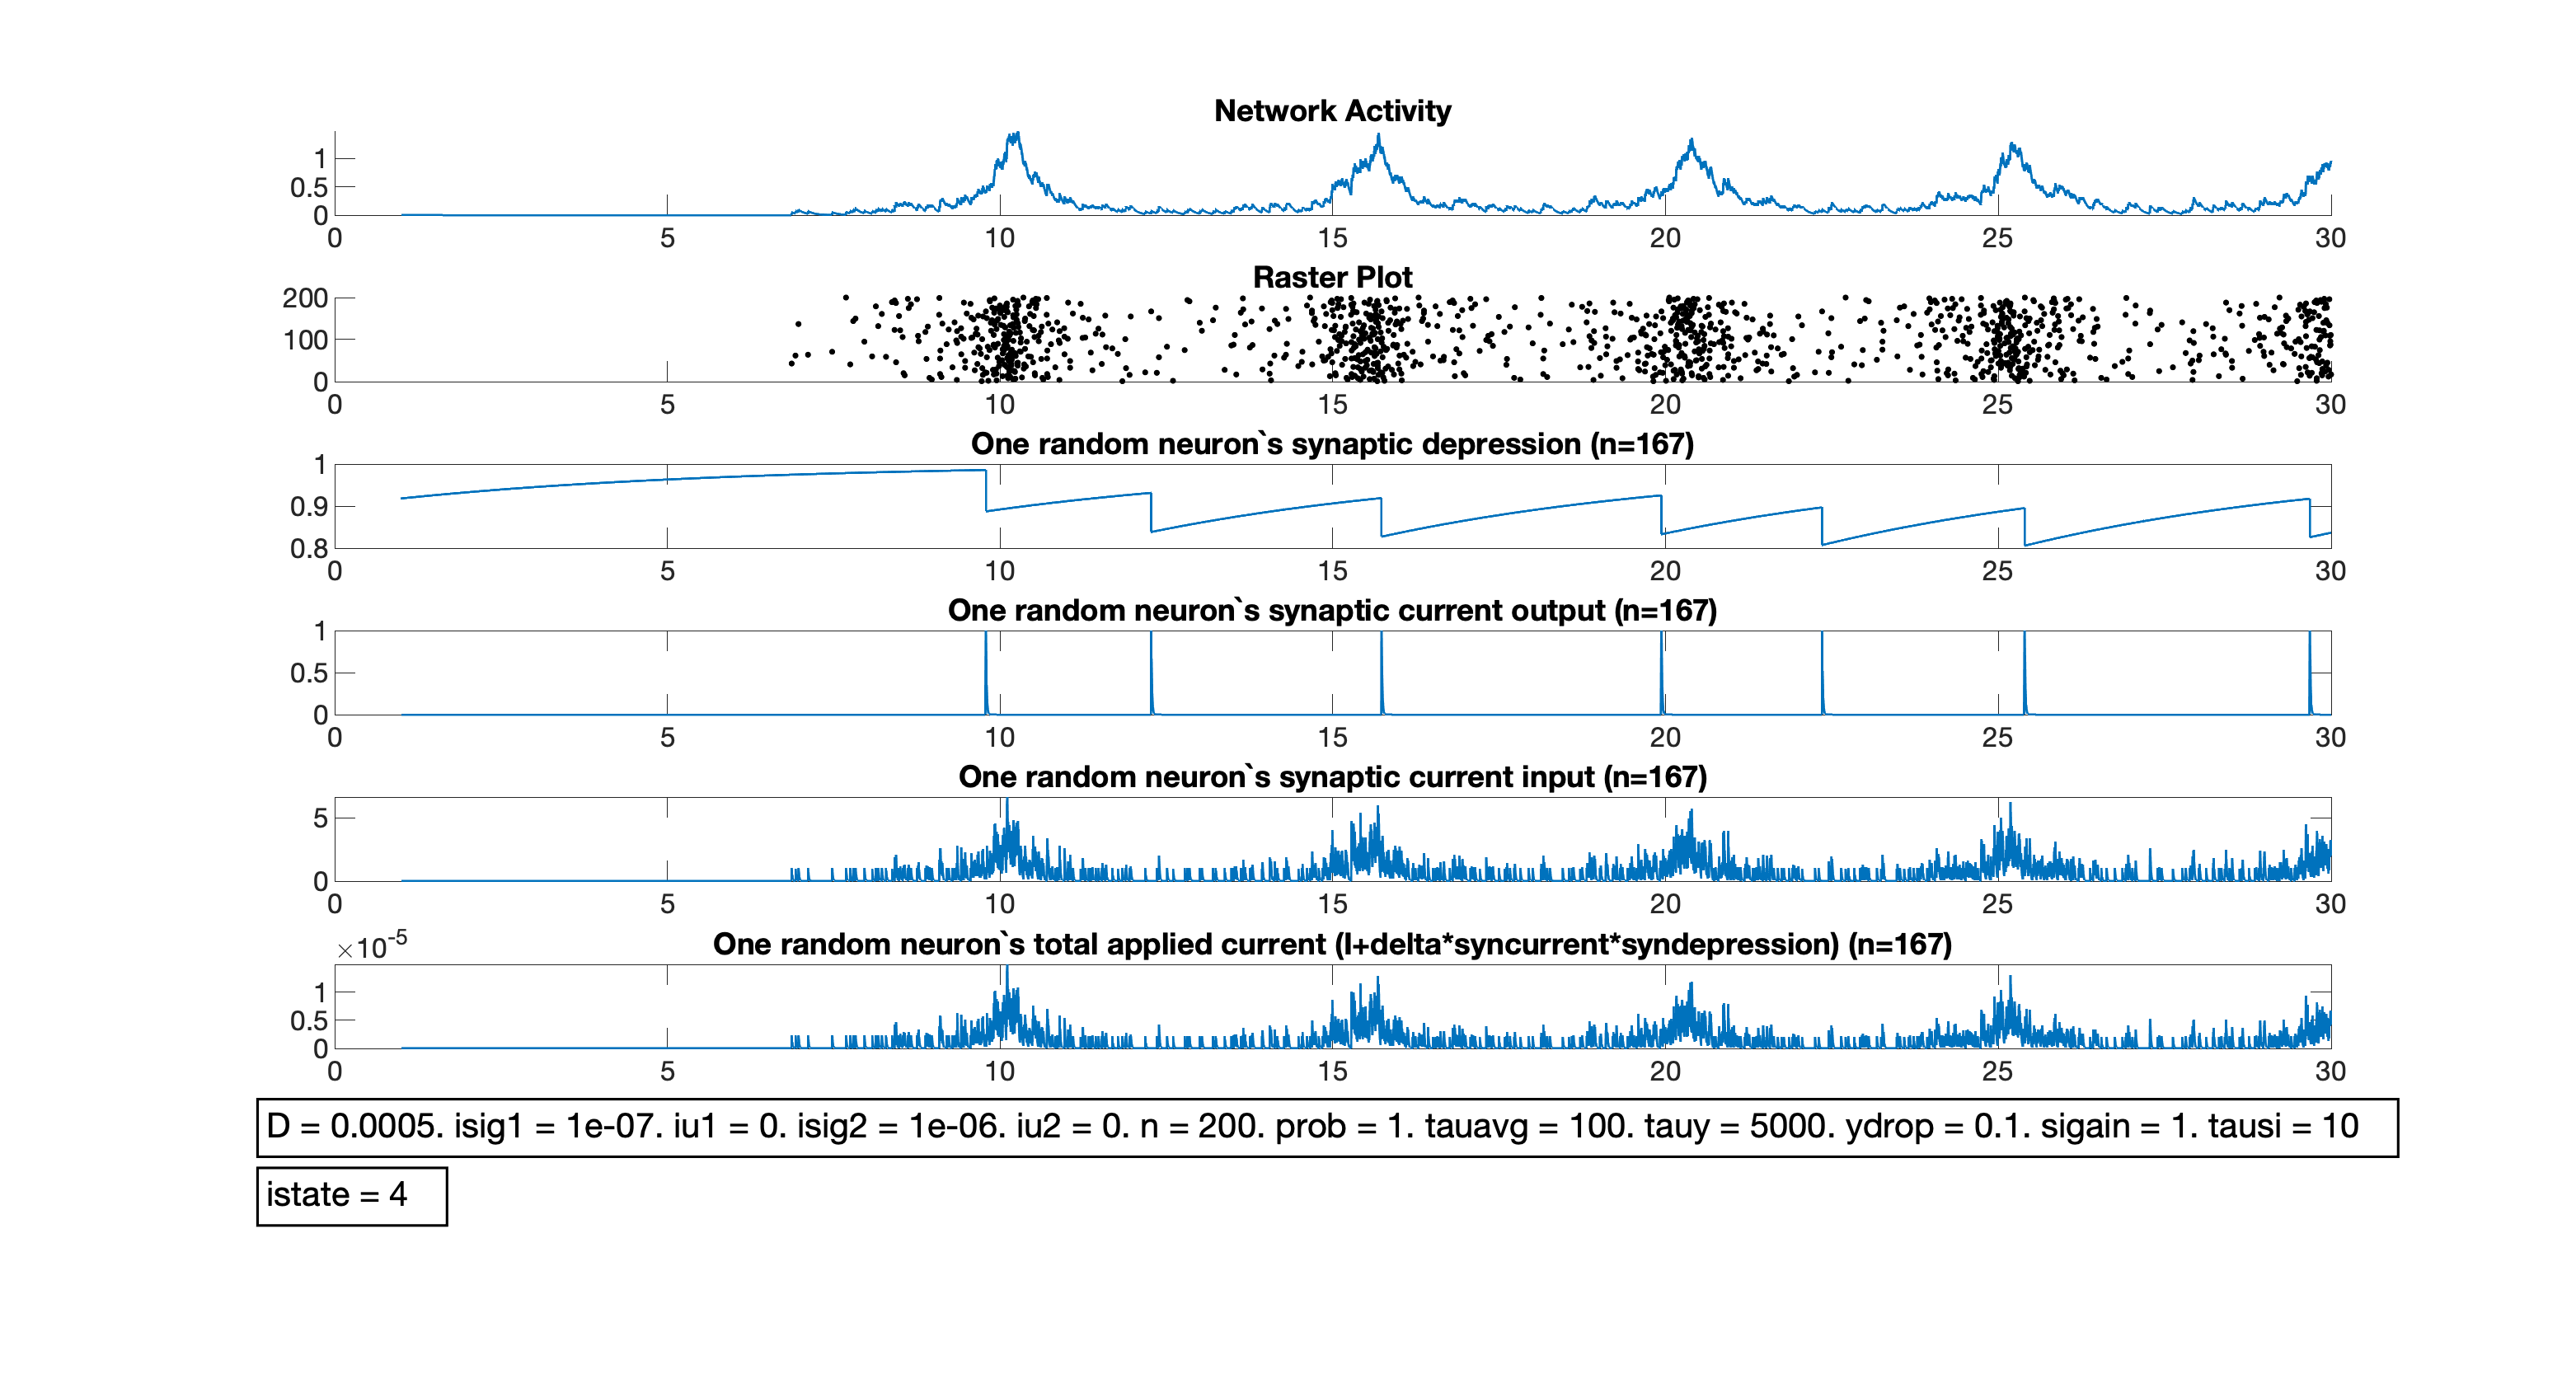 Network Activity
1
0.5
0
0 5 10 15 20 25 30
Raster Plot
200
100
0
0 5 10 15 20 25 30
One random neuron`s synaptic depression (n=167)
1
0.9
0.8
0 5 10 15 20 25 30
One random neuron`s synaptic current output (n=167)
1
0.5
0
0 5 10 15 20 25 30
One random neuron`s synaptic current input (n=167)
5
0
0 5 10 15 20 25 30
×10-5
One random neuron`s total applied current (I+delta*syncurrent*syndepression) (n=167)
1
0.5
0
0 5 10 15 20 25 30
D = 0.0005. isig1 = 1e-07. iu1 = 0. isig2 = 1e-06. iu2 = 0. n = 200. prob = 1. tauavg = 100. tauy = 5000. ydrop = 0.1. sigain = 1. tausi = 10
istate = 4